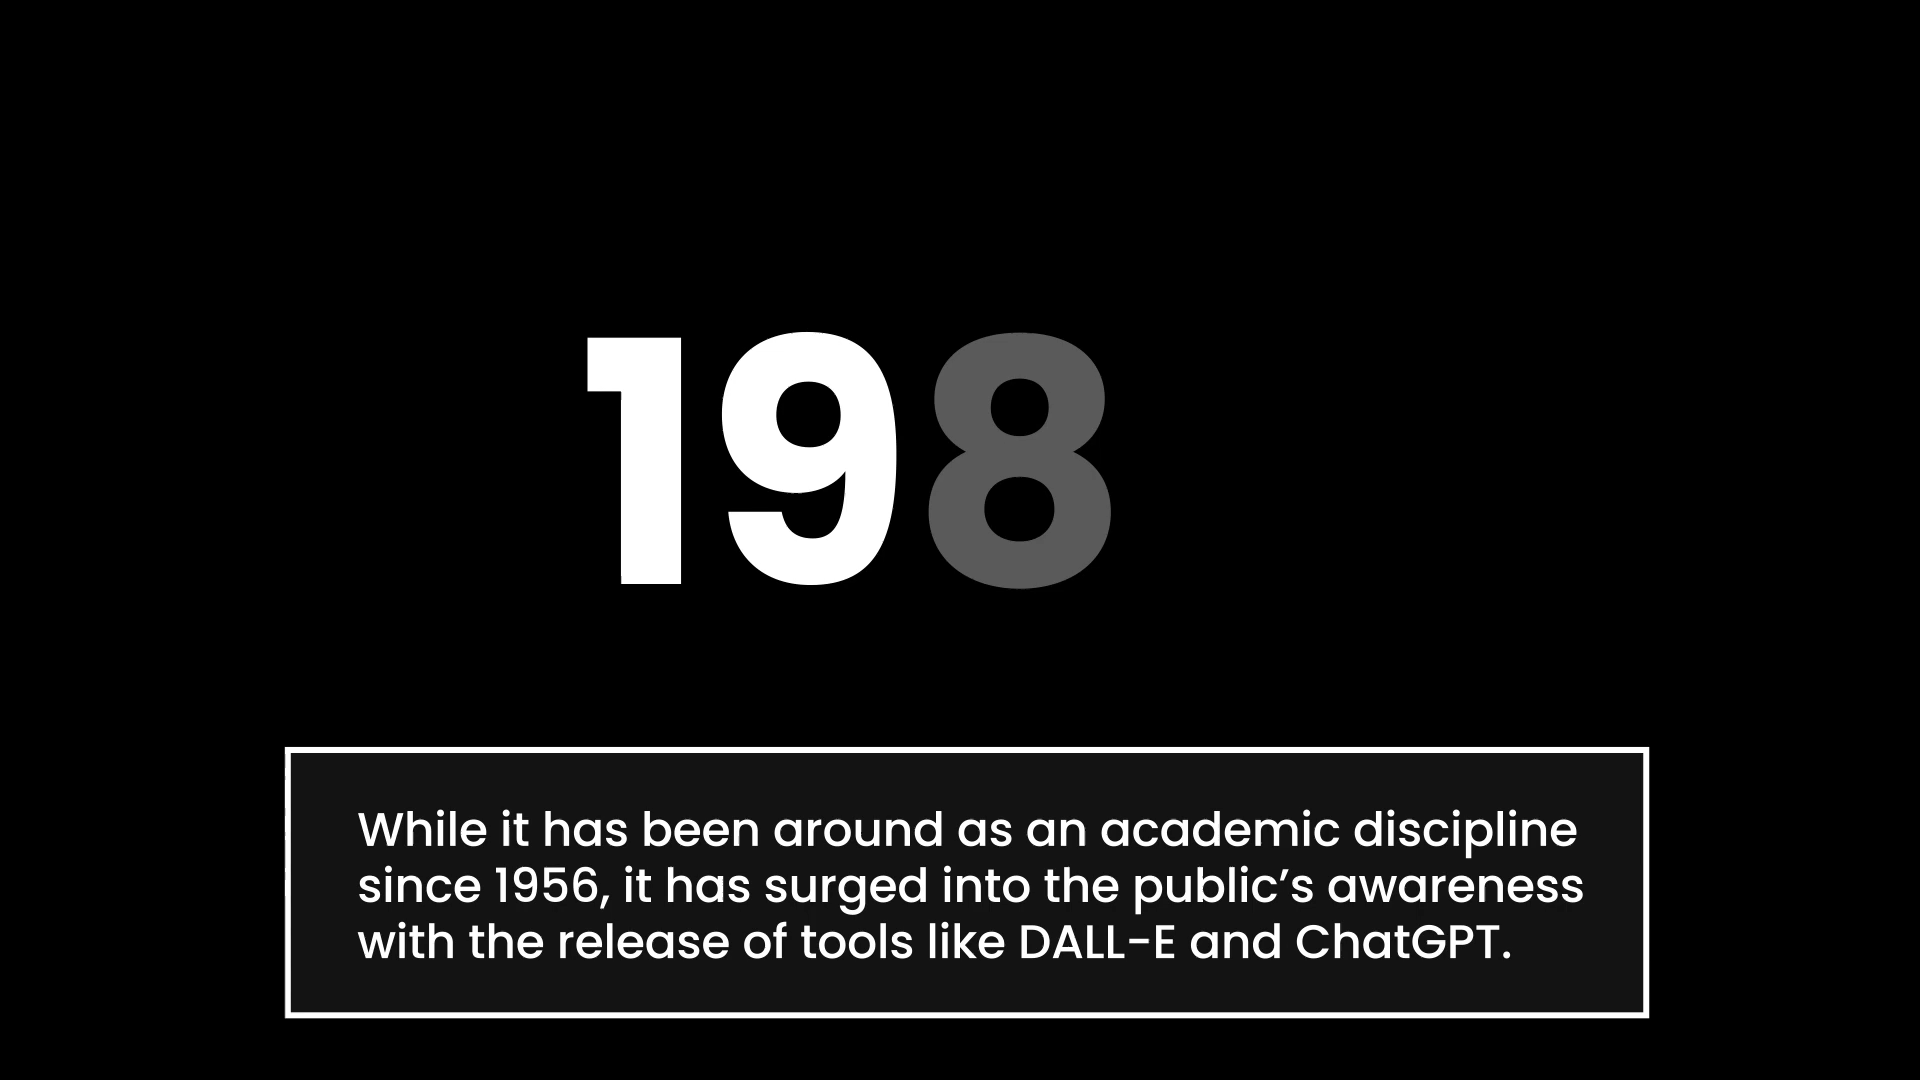 198
While it has been around as an academic discipline
since 1956, it has surged into the public’s awareness
with the release of tools like DALL-E and ChatGPT.